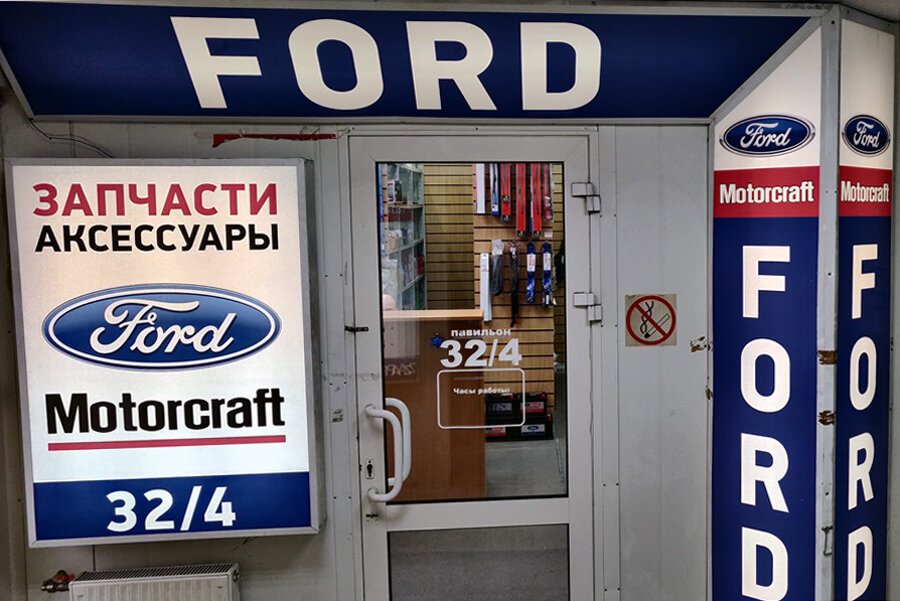 FORD
ЗАПЧАСТИ
АКСЕССУАРЫ
Ford
Motorcraft
32/4
павильон
32/4
Часы работы:
Ford
Motorcraft
FORD
Ford
Motorcraft
FORD